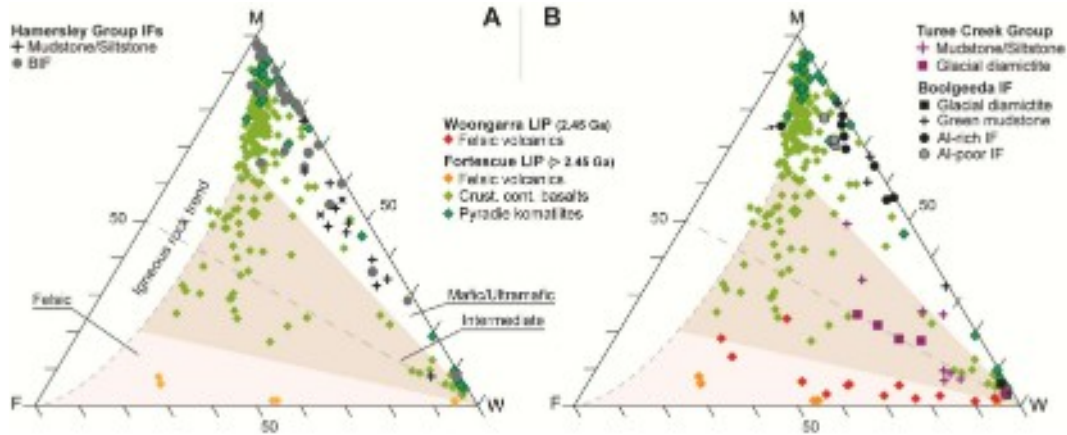 A
B
M
M
Hamersley Group IFs
Mudstone/Siltstone
BIF
Turee Creek Group
Mudstone/Siltstone
Glacial diamictite
Boolgeeda IF
Glacial diamictite
Green mudstone
Al-rich IF
Al-poor IF
Woongarra LIP (2.45 Ga)
Felsic volcanics
Fortescue LIP (> 2.45 Ga)
Felsic volcanics
Crust. cont. basalts
Pyradie komatiites
50
50
50
50
Igneous rock trend
Felsic
Mafic/Ultramafic
Intermediate
F
W
F
W
50
50